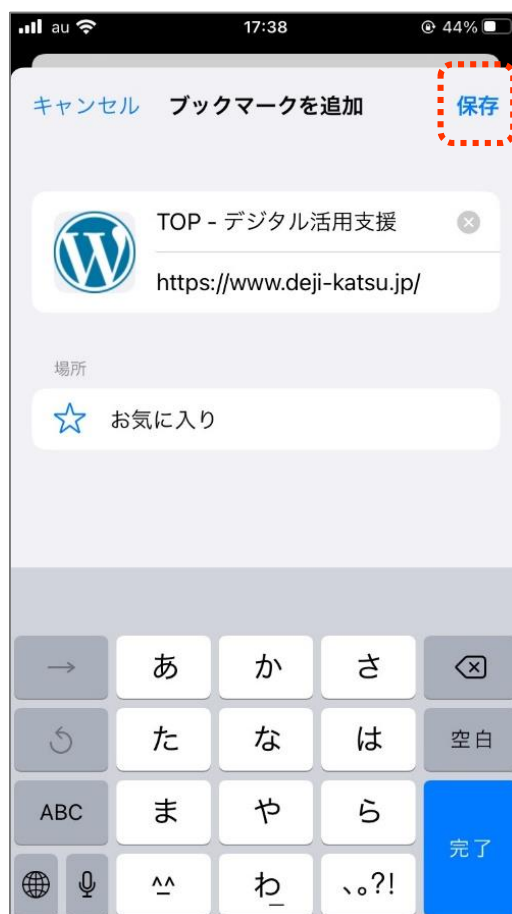 au 17:38 44%
キャンセル ブックマークを追加 保存
TOP - デジタル活用支援
https://www.deji-katsu.jp/
場所
お気に入り
→ あ か さ
た な は 空白
ABC ま や ら
完了
^^ わ_ 、。?!